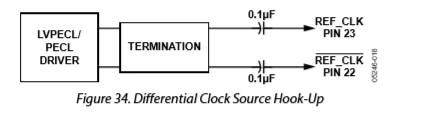 0.1µF
REF_CLK
PIN 23
LVPECL/
PECL
DRIVER
TERMINATION
REF_CLK
PIN 22
0.1µF
05246-018
Figure 34. Differential Clock Source Hook-Up